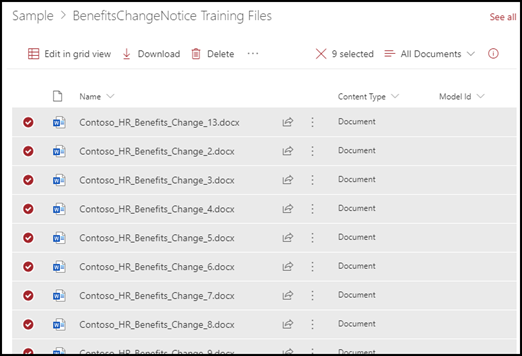 Sample > BenefitsChangeNotice Training Files
See all
Edit in grid view Download Delete ... 9 selected All Documents
Name Content Type Model Id
Contoso_HR_Benefits_Change_13.docx Document
Contoso_HR_Benefits_Change_2.docx Document
Contoso_HR_Benefits_Change_3.docx Document
Contoso_HR_Benefits_Change_4.docx Document
Contoso_HR_Benefits_Change_5.docx Document
Contoso_HR_Benefits_Change_6.docx Document
Contoso_HR_Benefits_Change_7.docx Document
Contoso_HR_Benefits_Change_8.docx Document
Contoso_HR_Benefits_Change_9.docx Document